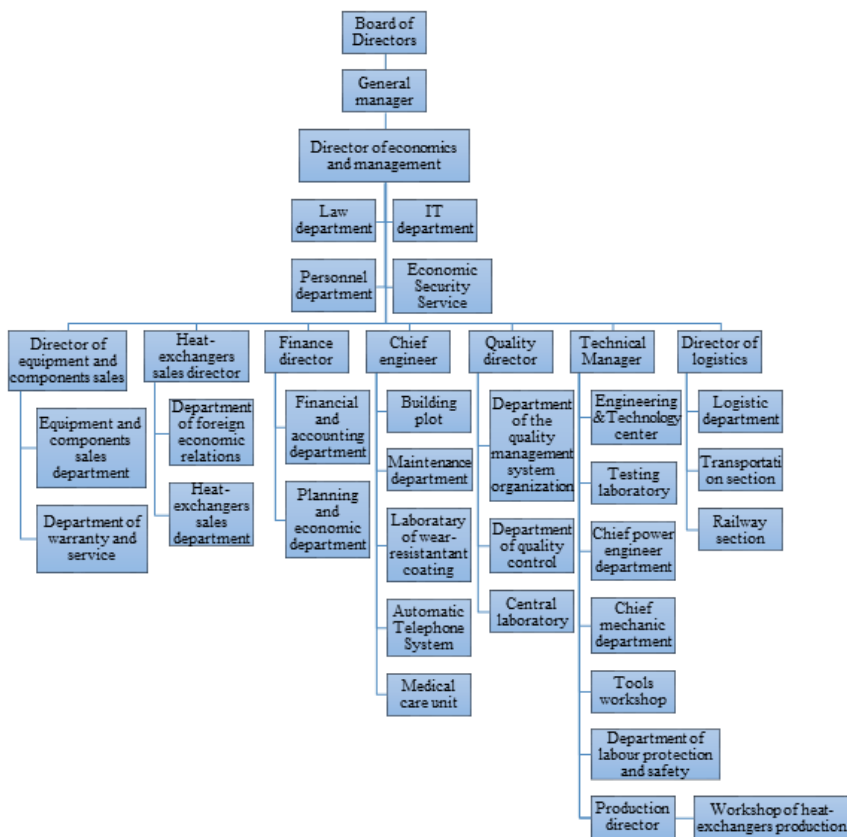 Board of
Directors
General
manager
Director of economics
and management
Law
department
IT
department
Personnel
department
Economic
Security
Service
Director of
equipment and
components sales
Heat-
exchangers
sales director
Finance
director
Chief
engineer
Quality
director
Technical
Manager
Director of
logistics
Equipment and
components
sales
department
Department of
warranty and
service
Department
of foreign
economic
relations
Heat-
exchangers
sales
department
Financial
and
accounting
department
Planning
and
economic
department
Building
plot
Maintenance
department
Laboratary
of wear-
resistantant
coating
Automatic
Telephone
System
Medical
care unit
Department
of the
quality
management
system
organization
Department
of quality
control
Central
laboratory
Engineering
&Technology
center
Testing
laboratory
Chief power
engineer
department
Chief
mechanic
department
Tools
workshop
Department of
labour protection
and safety
Production
director
Workshop of heat-
exchangers production
Logistic
department
Transportati
on section
Railway
section